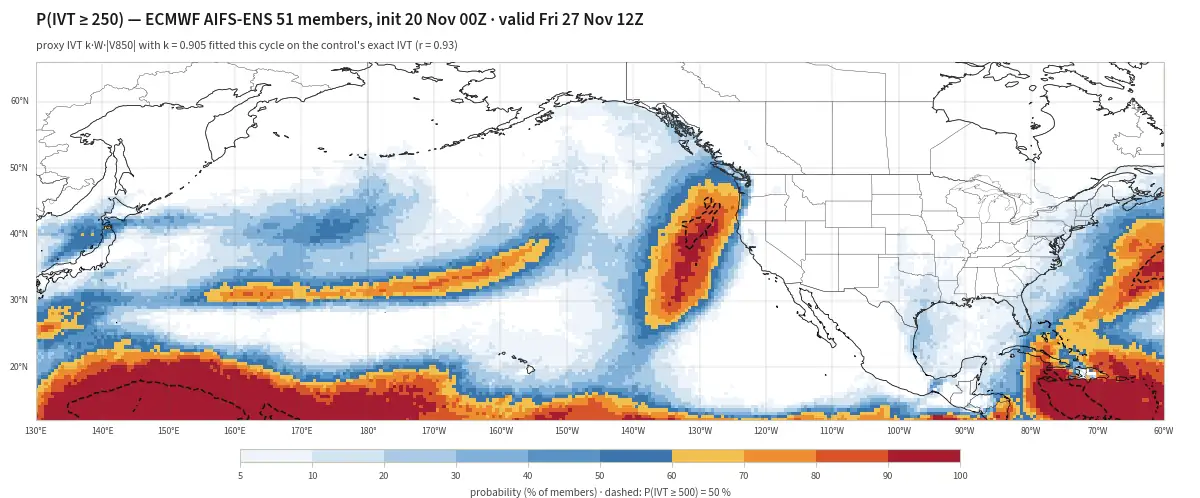 P(IVT ≥ 250) — ECMWF AIFS-ENS 51 members, init 20 Nov 00Z · valid Fri 27 Nov 12Z
proxy IVT k·W·|V850| with k = 0.905 fitted this cycle on the control's exact IVT (r = 0.93)
60°N
50°N
40°N
30°N
20°N
130°E 140°E 150°E 160°E 170°E 180° 170°W 160°W 150°W 140°W 130°W 120°W 110°W 100°W 90°W 80°W 70°W 60°W
5 10 20 30 40 50 60 70 80 90 100
probability (% of members) · dashed: P(IVT ≥ 500) = 50 %